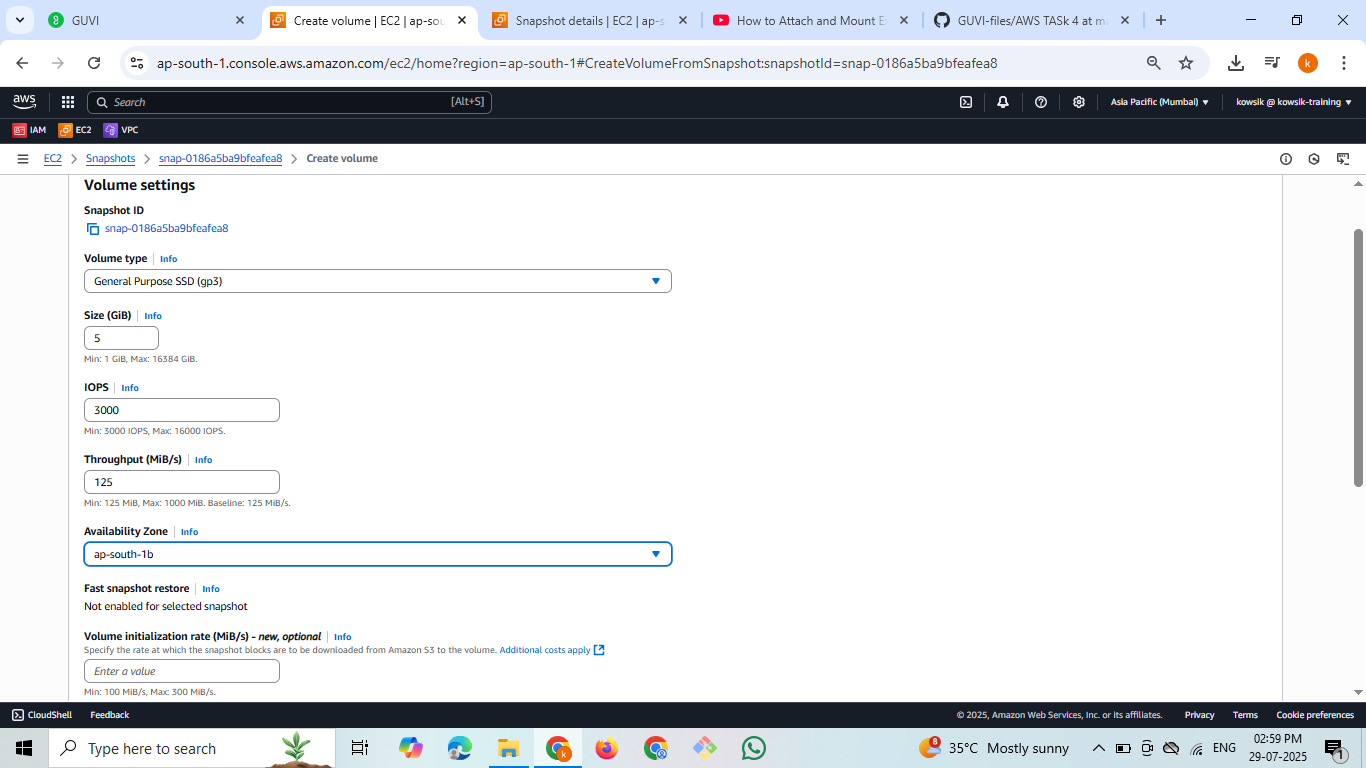 GUVI
Create volume | EC2 | ap-sou
Snapshot details | EC2 | ap-s
How to Attach and Mount E
GUVI-files/AWS TASk 4 at ma
ap-south-1.console.aws.amazon.com/ec2/home?region=ap-south-1#CreateVolumeFromSnapshot:snapshotId=snap-0186a5ba9bfeafea8
k
aws
Search
[Alt+S]
Asia Pacific (Mumbai)
kowsik @ kowsik-training
IAM
EC2
VPC
EC2 > Snapshots > snap-0186a5ba9bfeafea8 > Create volume
Volume settings
Snapshot ID
snap-0186a5ba9bfeafea8
Volume type | Info
General Purpose SSD (gp3)
Size (GiB) | Info
5
Min: 1 GiB, Max: 16384 GiB.
IOPS | Info
3000
Min: 3000 IOPS, Max: 16000 IOPS.
Throughput (MiB/s) | Info
125
Min: 125 MiB, Max: 1000 MiB. Baseline: 125 MiB/s.
Availability Zone | Info
ap-south-1b
Fast snapshot restore | Info
Not enabled for selected snapshot
Volume initialization rate (MiB/s) - new, optional | Info
Specify the rate at which the snapshot blocks are to be downloaded from Amazon S3 to the volume. Additional costs apply
Enter a value
Min: 100 MiB/s, Max: 300 MiB/s.
CloudShell
Feedback
© 2025, Amazon Web Services, Inc. or its affiliates.
Privacy
Terms
Cookie preferences
Type here to search
k
8
35°C Mostly sunny
ENG
02:59 PM
29-07-2025
1